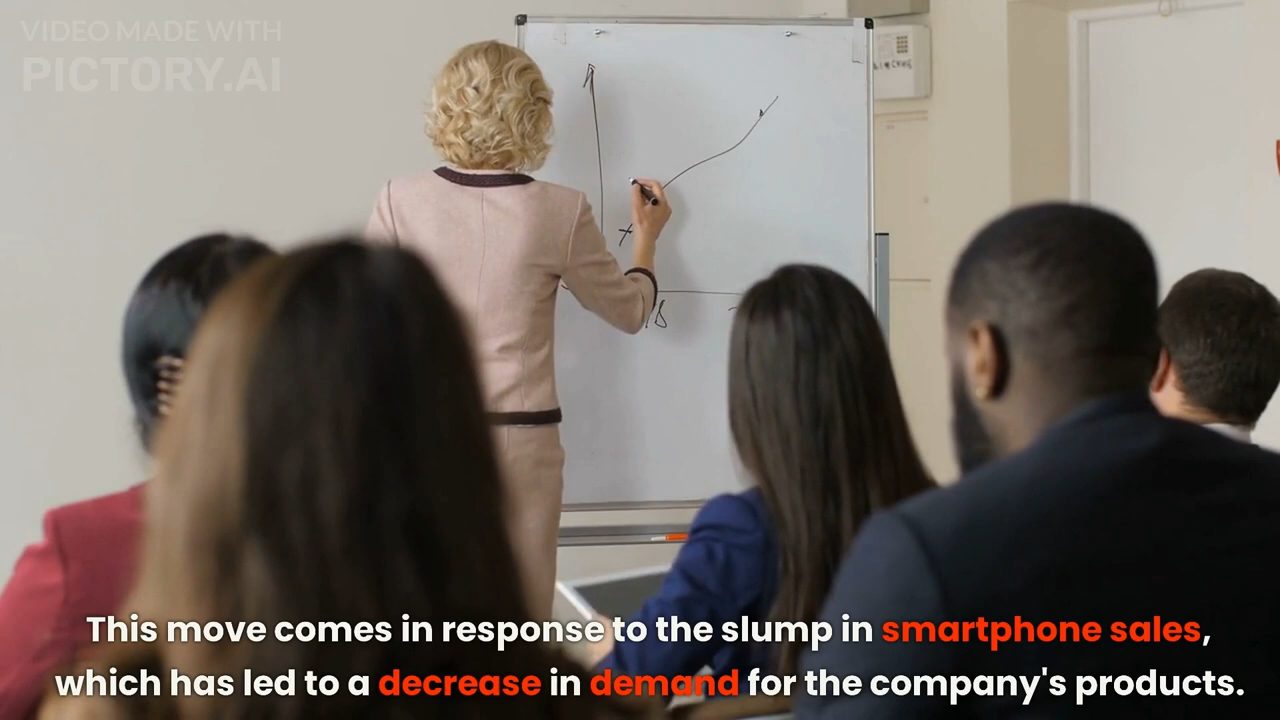 VIDEO MADE WITH
PICTORY.AI
This move comes in response to the slump in smartphone sales,
which has led to a decrease in demand for the company's products.